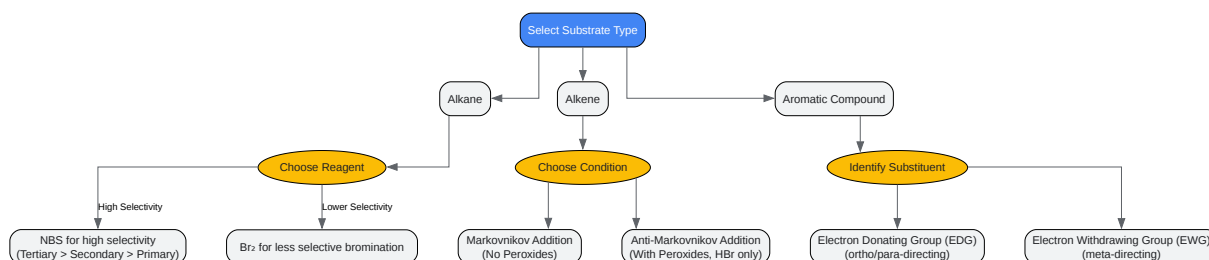 Select Substrate Type
Alkane
Alkene
Aromatic Compound
Choose Reagent
Choose Condition
Identify Substituent
High Selectivity
Lower Selectivity
NBS for high selectivity
(Tertiary > Secondary > Primary)
Br₂ for less selective bromination
Markovnikov Addition
(No Peroxides)
Anti-Markovnikov Addition
(With Peroxides, HBr only)
Electron Donating Group (EDG)
(ortho/para-directing)
Electron Withdrawing Group (EWG)
(meta-directing)